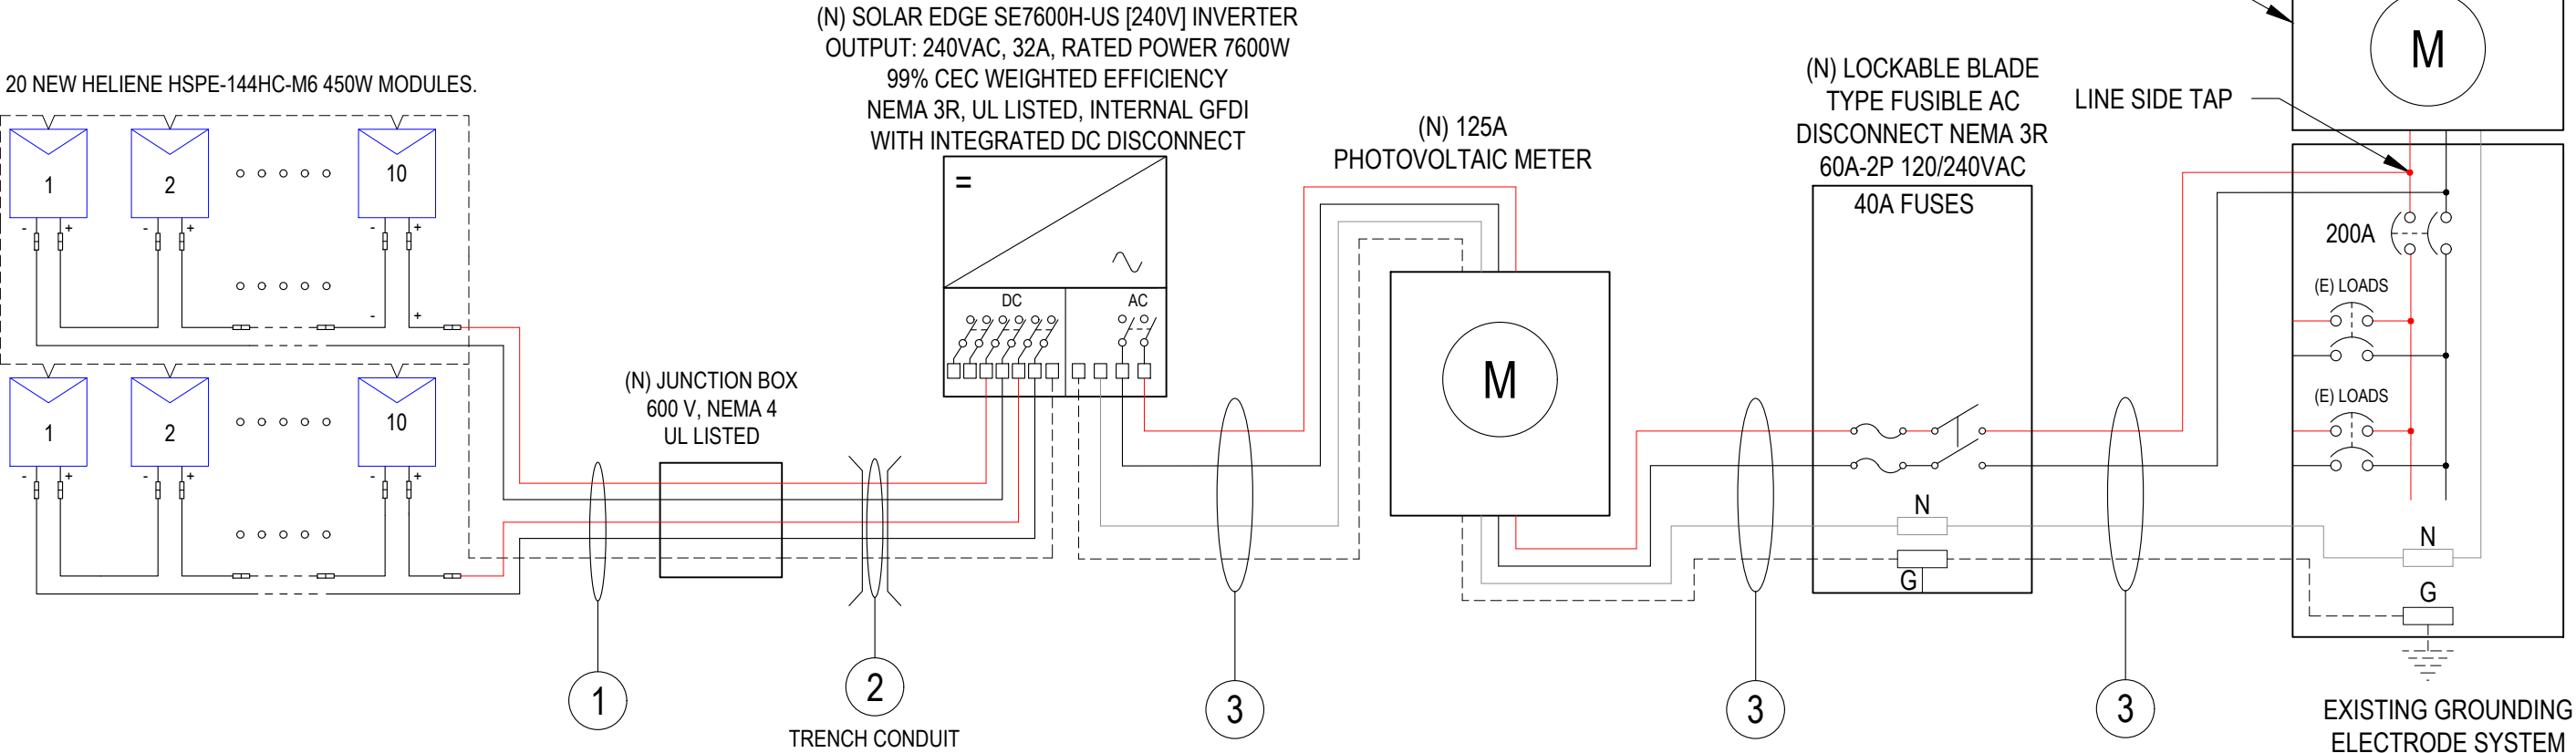 (N) SOLAR EDGE SE7600H-US [240V] INVERTER
OUTPUT: 240VAC, 32A, RATED POWER 7600W
99% CEC WEIGHTED EFFICIENCY
NEMA 3R, UL LISTED, INTERNAL GFDI
WITH INTEGRATED DC DISCONNECT
20 NEW HELIENE HSPE-144HC-M6 450W MODULES.
1
2
10
- +
- +
- +
- +
1
2
10
- +
- +
- +
(N) JUNCTION BOX
600 V, NEMA 4
UL LISTED
=
DC
AC
(N) 125A
PHOTOVOLTAIC METER
M
(N) LOCKABLE BLADE
TYPE FUSIBLE AC
DISCONNECT NEMA 3R
60A-2P 120/240VAC
40A FUSES
N
G
LINE SIDE TAP
M
200A
(E) LOADS
(E) LOADS
N
G
1
2
TRENCH CONDUIT
3
3
3
EXISTING GROUNDING
ELECTRODE SYSTEM